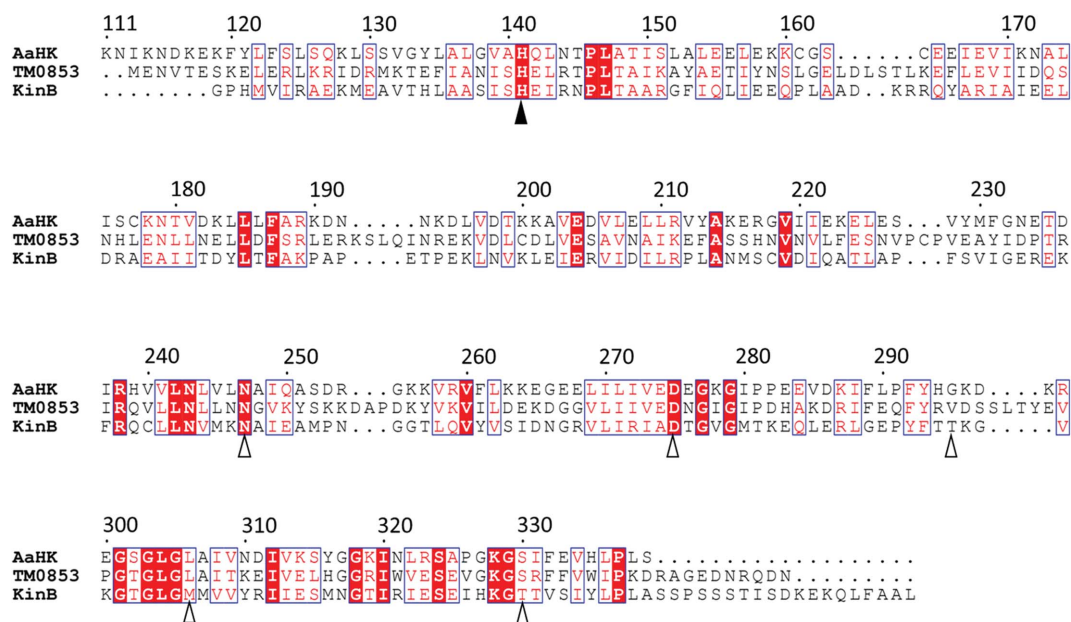 111 120 130 140 150 160 170
AaHK KNIKNDKEKFYLFSLSQKLSSVGYLALGVAHQLNTPLATISLALEELEKKCGS......CEEIEVIKNAL
TM0853 ..MENVTESKELERLKRIDRMKTEFIANISHELRTPLTAIKAYAETIYNSLGELDLSTLKEFLEVIIDQS
KinB ........GPHMVIRAEKMEAVTHLAASISHEIRNPLTAARGFIQLIEEQPLAAD.KRRQYARIAIEEL
180 190 200 210 220 230
AaHK ISCKNTVDKLLLFARKDN.....NKDLVDTKKAVEDVLELLRVYAKERGVIIEKELES...VYMFGNETD
TM0853 NHLENLLNELLDFSRLERKSLQINREKVDLCDLVESAVNAIKEFASSHNVNVLFESNVPCPVEAYIDPTR
KinB DRAEAIITDYLTFAKPAP.....ETPEKLNVKLEIERVIDILRPLANMSCVDIQATLAP...FSVIGEREK
240 250 260 270 280 290
AaHK IRHVVLNLVLNAIQASDR...GKKVRVFLKKEGEELILIVEDEGKGIPPEEVDKIFLPFYHGKD....KR
TM0853 IRQVLLNLLNNGVKYSKKDAPDKYVKVILDEKDGGVLIIVEDNGIGIPDHAKDRIFEQFYRVDSSLTYEV
KinB FRQCLLNVMKNAIEAMPN...GGTLQVYVSIDNGRVLIRIADTGVGMTKEQLERLGEPYFTTKG.....V
300 310 320 330
AaHK EGSGLGLAIVNDIVKSYGGKINLRSAPGKGSIFEVHLPLS...............
TM0853 PGTGLGLAITKEIVELHGGRIWVESEVGKGSRFFVWIPKDRAGEDNRQDN.........
KinB KGTGLGMMVVYRIIESMNGTIRIESEIHKGTTVSIYLPLASSPSSSTISDKEKQLFAAL